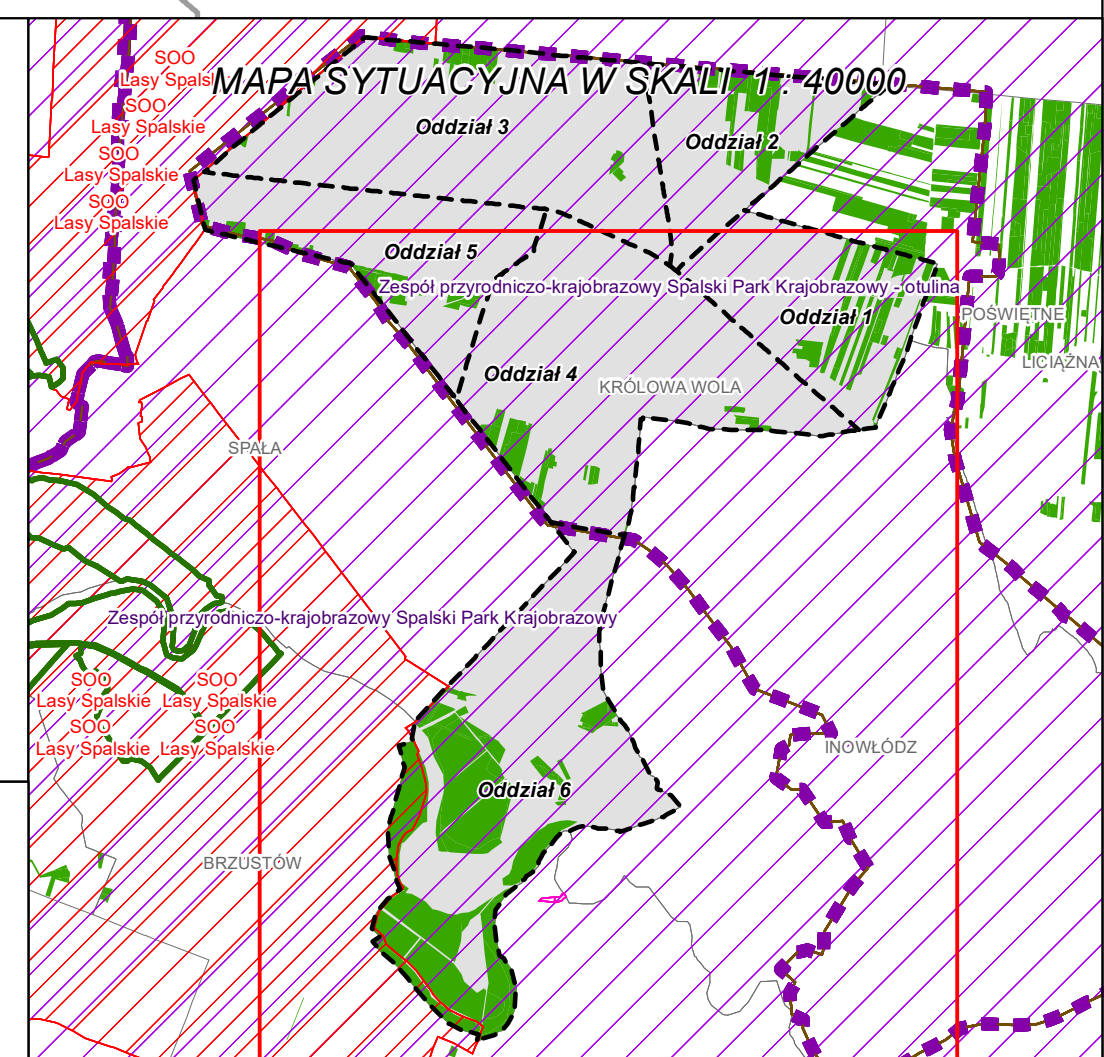 SOO
Lasy Spalskie
MAPA SYTUACYJNA W SKALI 1 : 40000
SOO
Lasy Spalskie
Oddział 3
Oddział 2
SOO
Lasy Spalskie
SOO
Lasy Spalskie
Oddział 5
Zespół przyrodniczo-krajobrazowy Spalski Park Krajobrazowy - otulina
Oddział 1
POŚWIĘTNE
LICIĄŻNA
Oddział 4
KRÓLOWA WOLA
SPAŁA
Zespół przyrodniczo-krajobrazowy Spalski Park Krajobrazowy
SOO
Lasy Spalskie
SOO
Lasy Spalskie
SOO
Lasy Spalskie
SOO
Lasy Spalskie
INOWŁÓDZ
Oddział 6
BRZUSTÓW